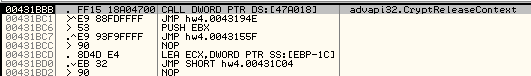 00431BBB . FF15 18A04700 CALL DWORD PTR DS:[47A018] advapi32.CryptReleaseContext
00431BC1 .^E9 88FDFFFF JMP hw4.0043194E
00431BC6 > 53 PUSH EBX
00431BC7 .^E9 93F9FFFF JMP hw4.0043155F
00431BCC > 90 NOP
00431BCD . 8D4D E4 LEA ECX,DWORD PTR SS:[EBP-1C]
00431BD0 .vEB 32 JMP SHORT hw4.00431C04
00431BD2 > 90 NOP